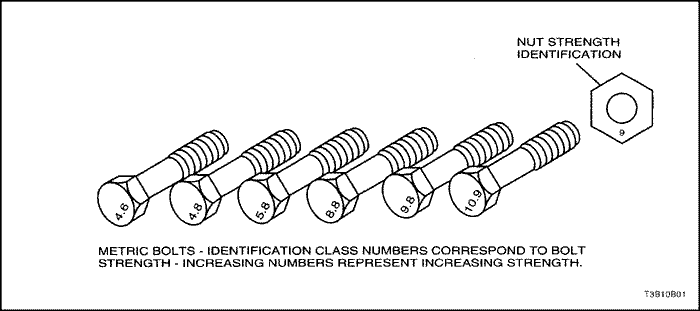 NUT STRENGTH
IDENTIFICATION
9
4.6
4.8
5.8
8.8
9.8
10.9
METRIC BOLTS - IDENTIFICATION CLASS NUMBERS CORRESPOND TO BOLT
STRENGTH - INCREASING NUMBERS REPRESENT INCREASING STRENGTH.
T3B10B01